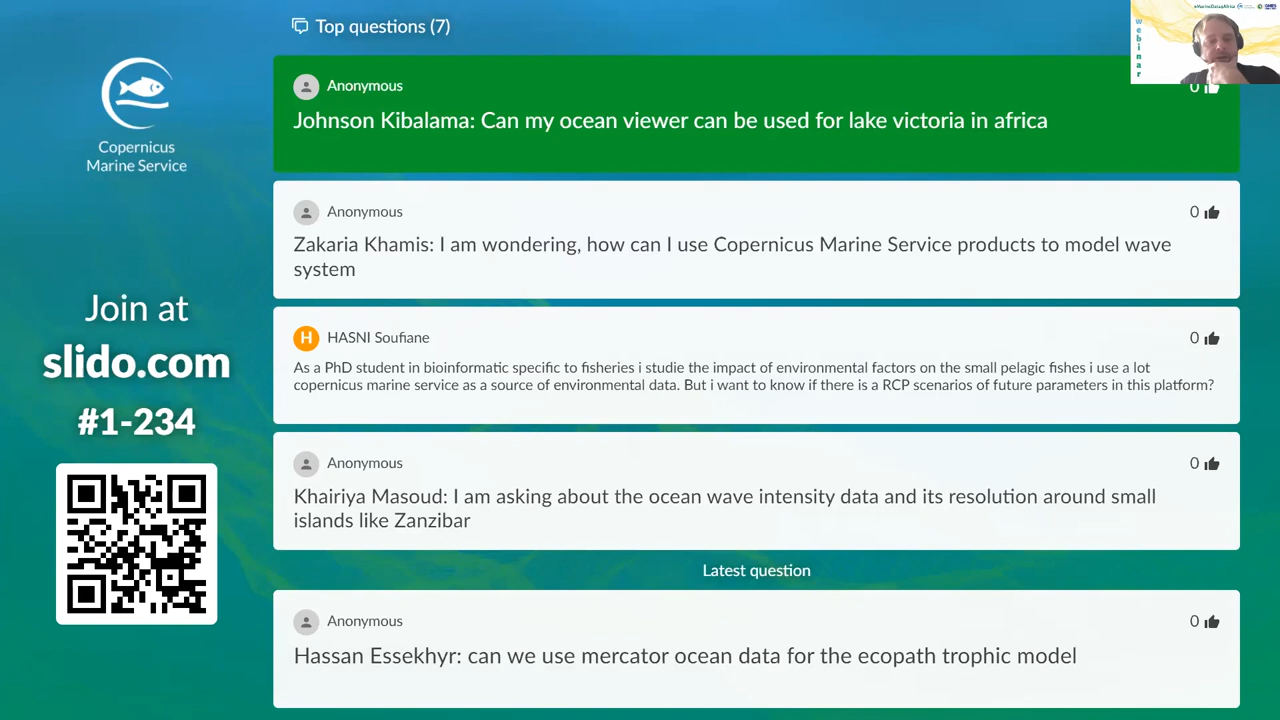 Top questions (7)
Copernicus
Marine Service
Join at
slido.com
#1-234
Anonymous
0
Johnson Kibalama: Can my ocean viewer can be used for lake victoria in africa
Anonymous
0
Zakaria Khamis: I am wondering, how can I use Copernicus Marine Service products to model wave
system
H
HASNI Soufiane
0
As a PhD student in bioinformatic specific to fisheries i studie the impact of environmental factors on the small pelagic fishes i use a lot
copernicus marine service as a source of environmental data. But i want to know if there is a RCP scenarios of future parameters in this platform?
Anonymous
0
Khairiya Masoud: I am asking about the ocean wave intensity data and its resolution around small
islands like Zanzibar
Latest question
Anonymous
0
Hassan Essekhyr: can we use mercator ocean data for the ecopath trophic model
webinar